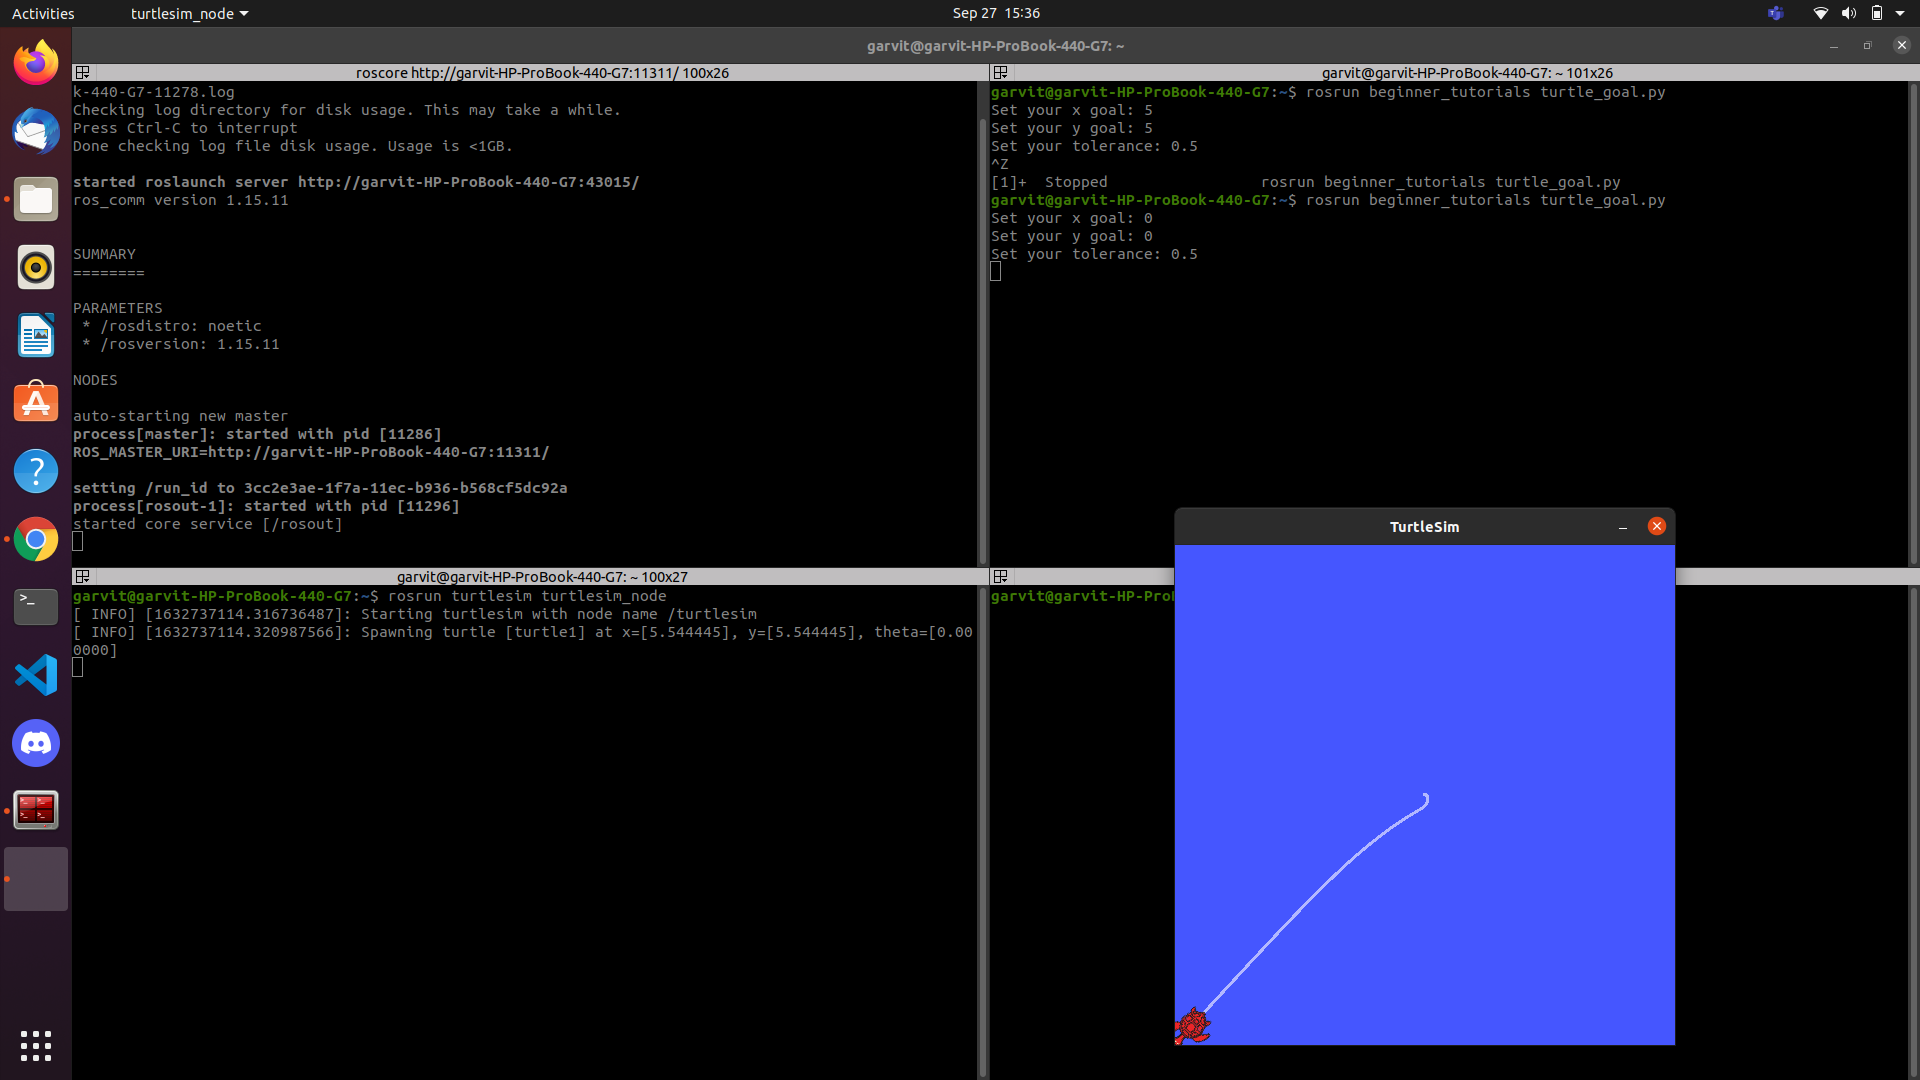 Activities
turtlesim_node
Sep 27 15:36
garvit@garvit-HP-ProBook-440-G7: ~
roscore http://garvit-HP-ProBook-440-G7:11311/ 100x26
k-440-G7-11278.log
Checking log directory for disk usage. This may take a while.
Press Ctrl-C to interrupt
Done checking log file disk usage. Usage is <1GB.
started roslaunch server http://garvit-HP-ProBook-440-G7:43015/
ros_comm version 1.15.11
SUMMARY
========
PARAMETERS
* /rosdistro: noetic
* /rosversion: 1.15.11
NODES
auto-starting new master
process[master]: started with pid [11286]
ROS_MASTER_URI=http://garvit-HP-ProBook-440-G7:11311/
setting /run_id to 3cc2e3ae-1f7a-11ec-b936-b568cf5dc92a
process[rosout-1]: started with pid [11296]
started core service [/rosout]
garvit@garvit-HP-ProBook-440-G7: ~ 101x26
garvit@garvit-HP-ProBook-440-G7:~$ rosrun beginner_tutorials turtle_goal.py
Set your x goal: 5
Set your y goal: 5
Set your tolerance: 0.5
^Z
[1]+  Stopped                 rosrun beginner_tutorials turtle_goal.py
garvit@garvit-HP-ProBook-440-G7:~$ rosrun beginner_tutorials turtle_goal.py
Set your x goal: 0
Set your y goal: 0
Set your tolerance: 0.5
garvit@garvit-HP-ProBook-440-G7: ~ 100x27
garvit@garvit-HP-ProBook-440-G7:~$ rosrun turtlesim turtlesim_node
[ INFO] [1632737114.316736487]: Starting turtlesim with node name /turtlesim
[ INFO] [1632737114.320987566]: Spawning turtle [turtle1] at x=[5.544445], y=[5.544445], theta=[0.00
0000]
garvit@garvit-HP-Pro
TurtleSim